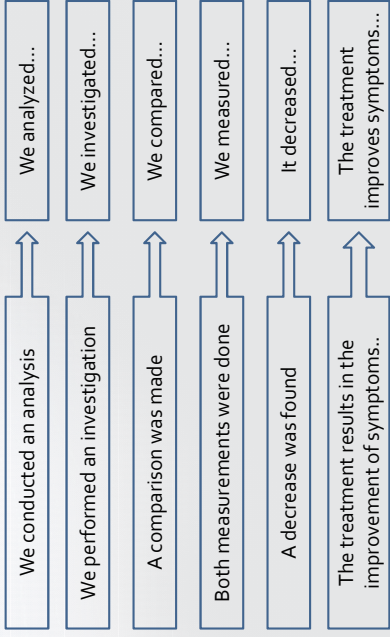 We conducted an analysis
We analyzed...
We performed an investigation
We investigated...
A comparison was made
We compared...
Both measurements were done
We measured...
A decrease was found
It decreased...
The treatment results in the
improvement of symptoms..
The treatment
improves symptoms...